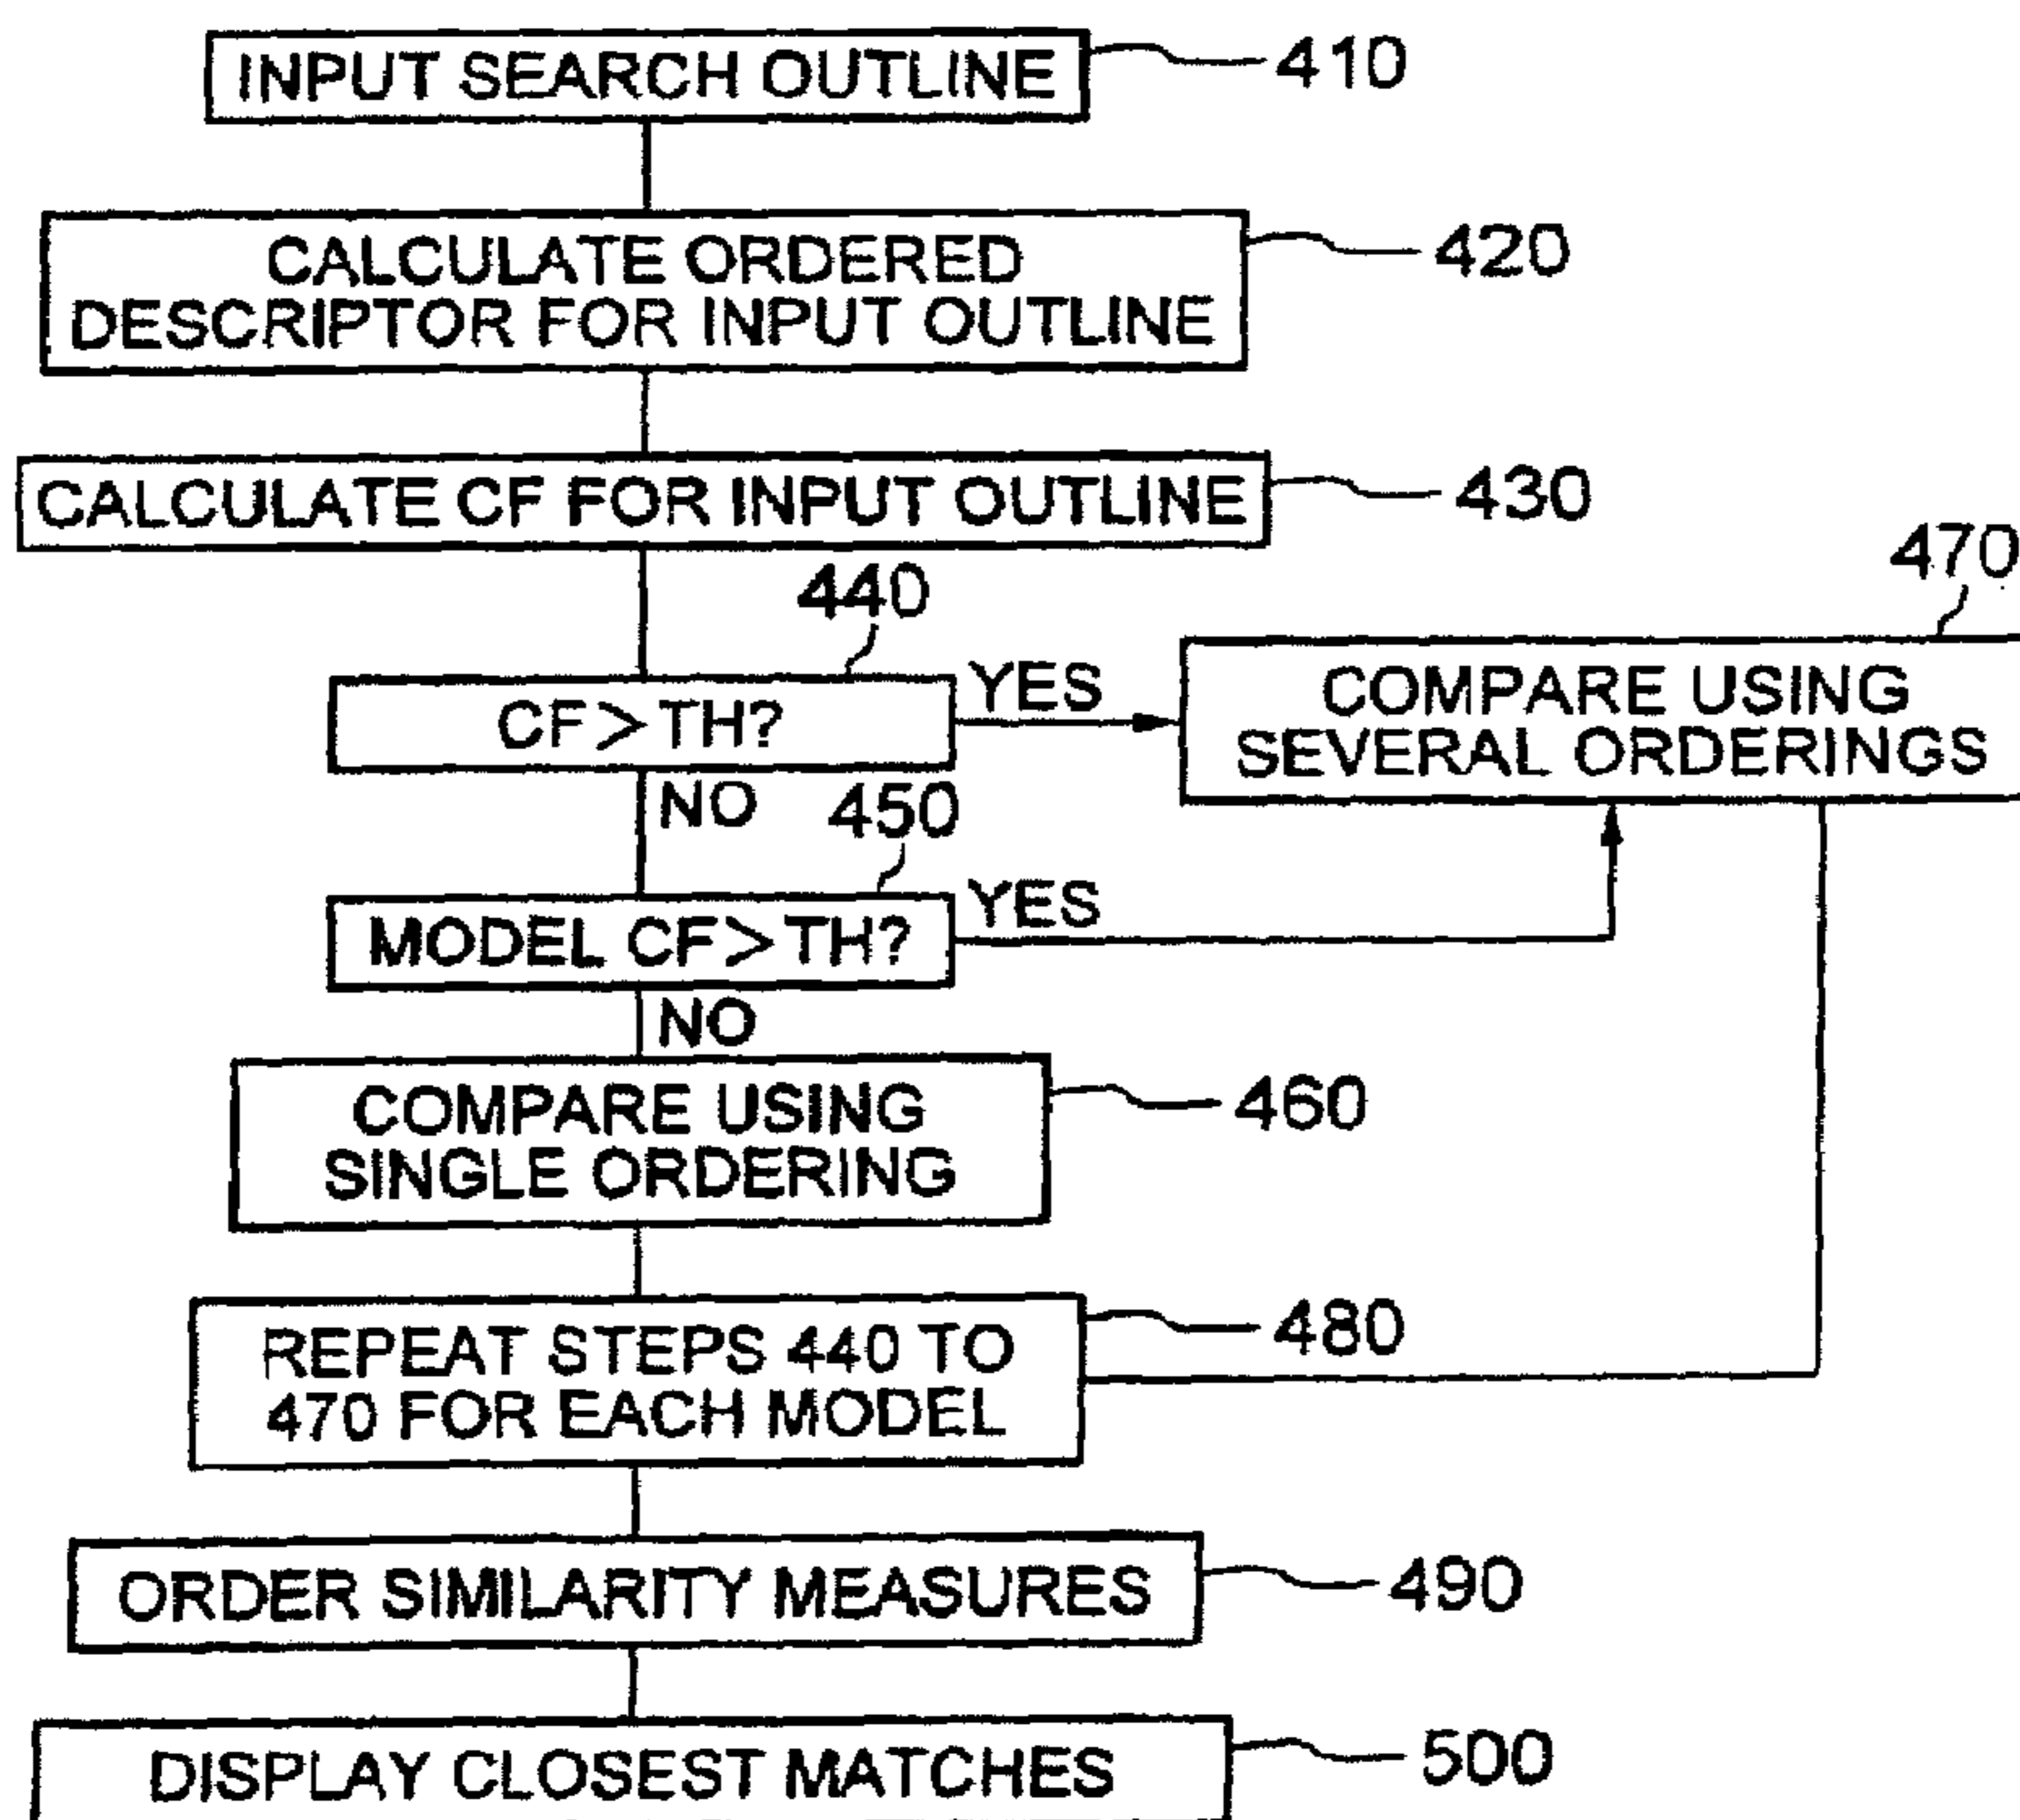 INPUT SEARCH OUTLINE
410
CALCULATE ORDERED
DESCRIPTOR FOR INPUT OUTLINE
420
CALCULATE CF FOR INPUT OUTLINE
430
440
CF>TH?
YES
NO
470
COMPARE USING
SEVERAL ORDERINGS
450
MODEL CF>TH?
YES
NO
COMPARE USING
SINGLE ORDERING
460
REPEAT STEPS 440 TO
470 FOR EACH MODEL
480
ORDER SIMILARITY MEASURES
490
DISPLAY CLOSEST MATCHES
500